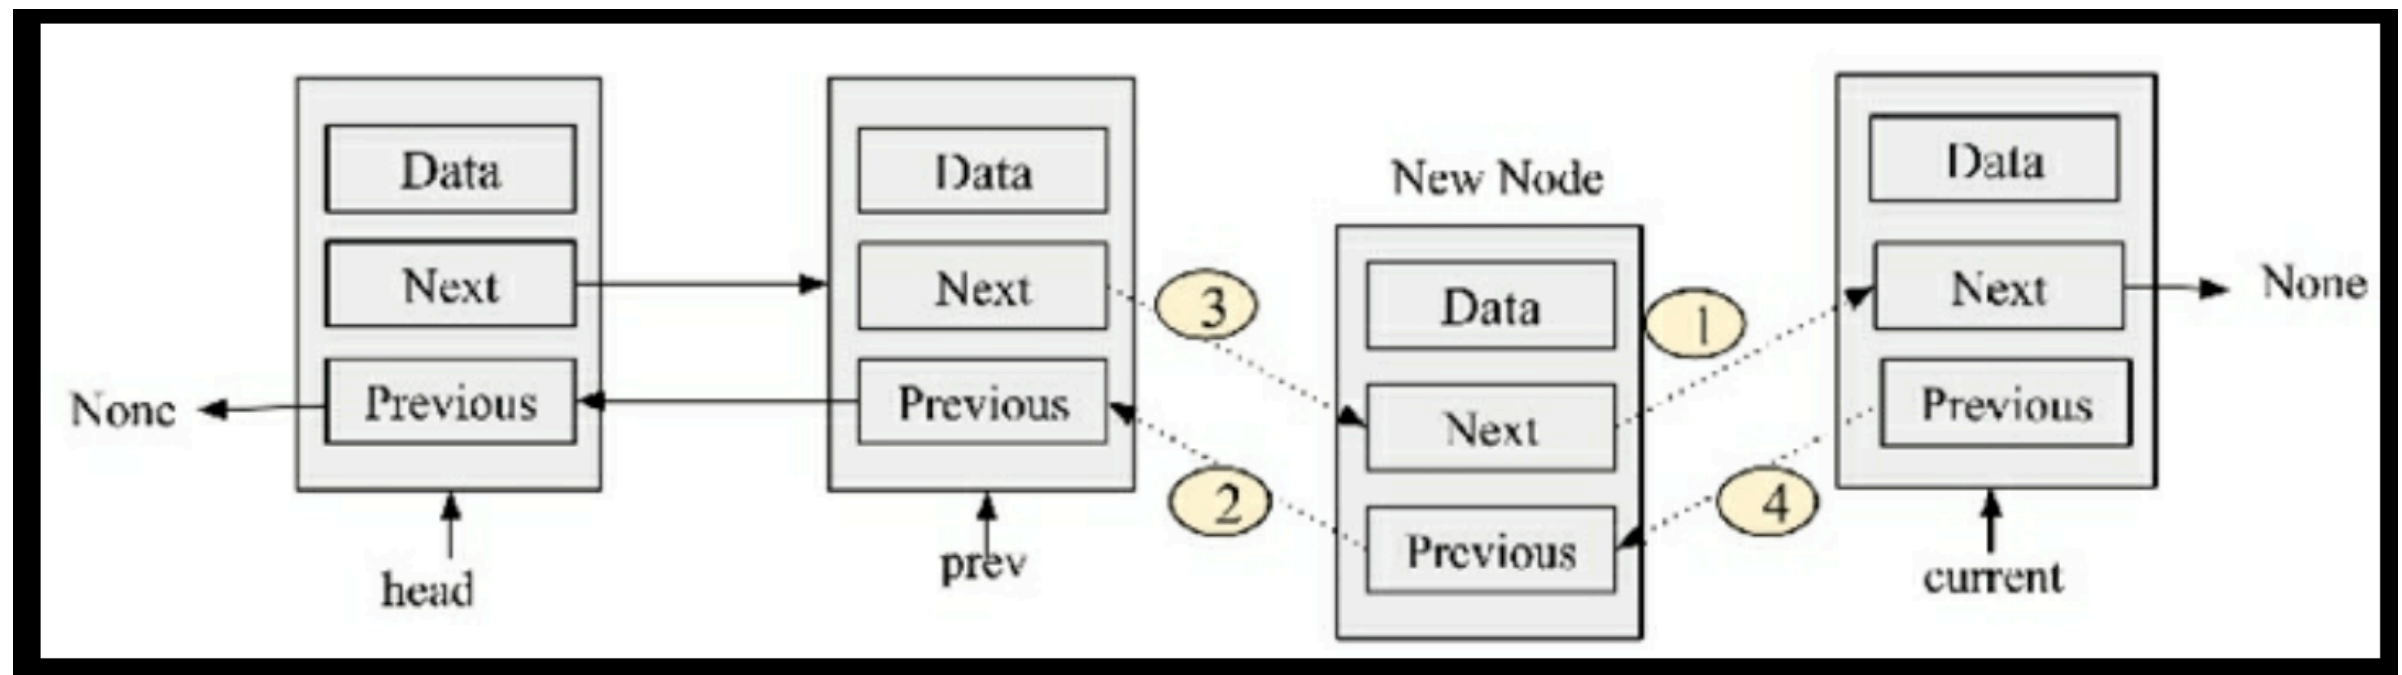 None
Data
Next
Previous
head
Data
Next
Previous
prev
3
2
New Node
Data
Next
Previous
1
4
Data
Next
Previous
current
None